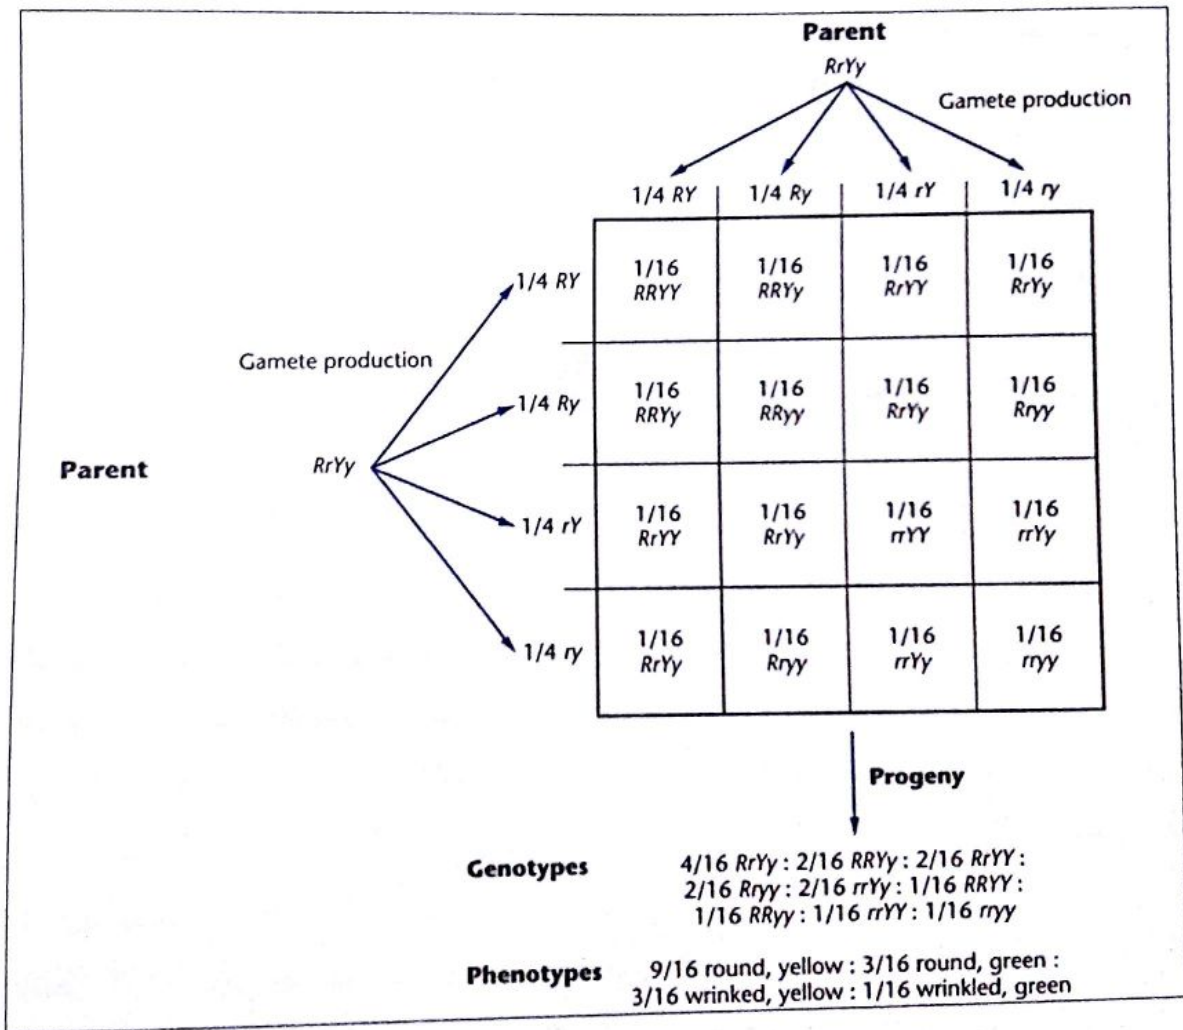 Parent
RrYy
Gamete production
1/4 RY 1/4 Ry 1/4 rY 1/4 ry
1/4 RY
1/16 1/16 1/16 1/16
RRYY RRYy RrYY RrYy
Gamete production
1/4 Ry
1/16 1/16 1/16 1/16
RRYy RRyy RrYy Rryy
Parent
RrYy
1/4 rY
1/16 1/16 1/16 1/16
RrYY RrYy rrYY rrYy
1/4 ry
1/16 1/16 1/16 1/16
RrYy Rryy rrYy rryy
Progeny
Genotypes 4/16 RrYy : 2/16 RRYy : 2/16 RrYY :
2/16 Rryy : 2/16 rrYy : 1/16 RRYY :
1/16 RRyy : 1/16 rrYY : 1/16 rryy
Phenotypes 9/16 round, yellow : 3/16 round, green :
3/16 wrinked, yellow : 1/16 wrinkled, green